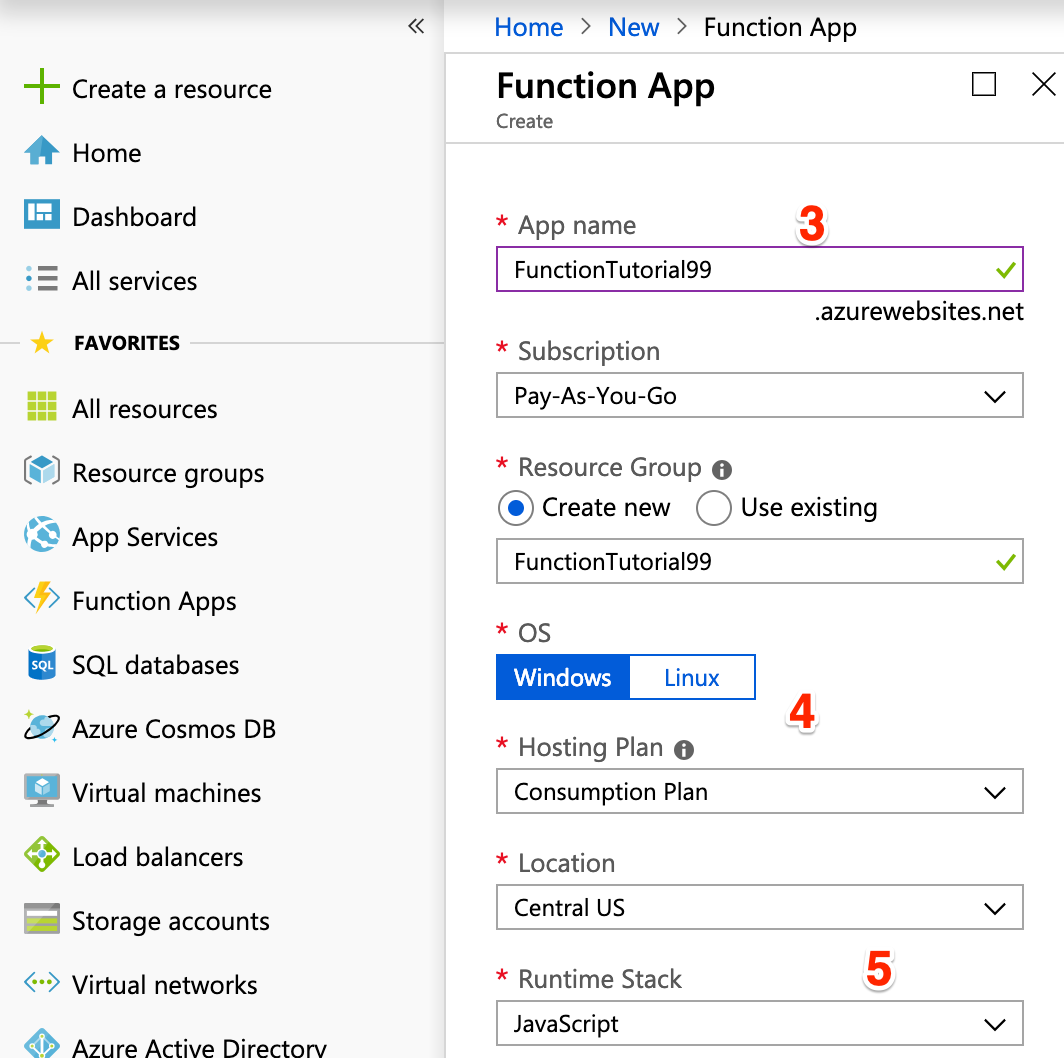 «
Create a resource
Home
Dashboard
All services
FAVORITES
All resources
Resource groups
App Services
Function Apps
SQL databases
Azure Cosmos DB
Virtual machines
Load balancers
Storage accounts
Virtual networks
Azure Active Directory
Home > New > Function App
Function App
Create
* App name 3
FunctionTutorial99
.azurewebsites.net
* Subscription
Pay-As-You-Go
* Resource Group
Create new Use existing
FunctionTutorial99
* OS
Windows Linux
4
* Hosting Plan
Consumption Plan
* Location
Central US
* Runtime Stack 5
JavaScript